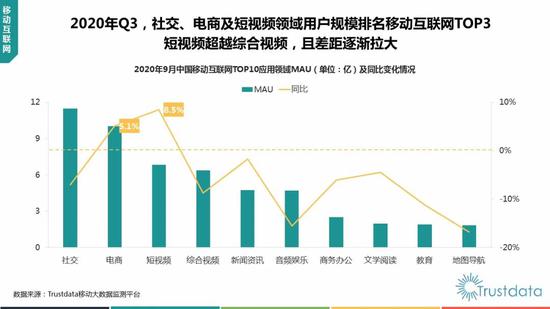 移动互联网
2020年Q3，社交、电商及短视频领域用户规模排名移动互联网TOP3
短视频超越综合视频，且差距逐渐拉大
2020年9月中国移动互联网TOP10应用领域MAU（单位：亿）及同比变化情况
MAU 同比
12 10%
9 0%
6 -10%
3
0 -20%
5.1% 8.5%
社交 电商 短视频 综合视频 新闻资讯 音频娱乐 商务办公 文学阅读 教育 地图导航
数据来源：Trustdata移动大数据监测平台
Trustdata